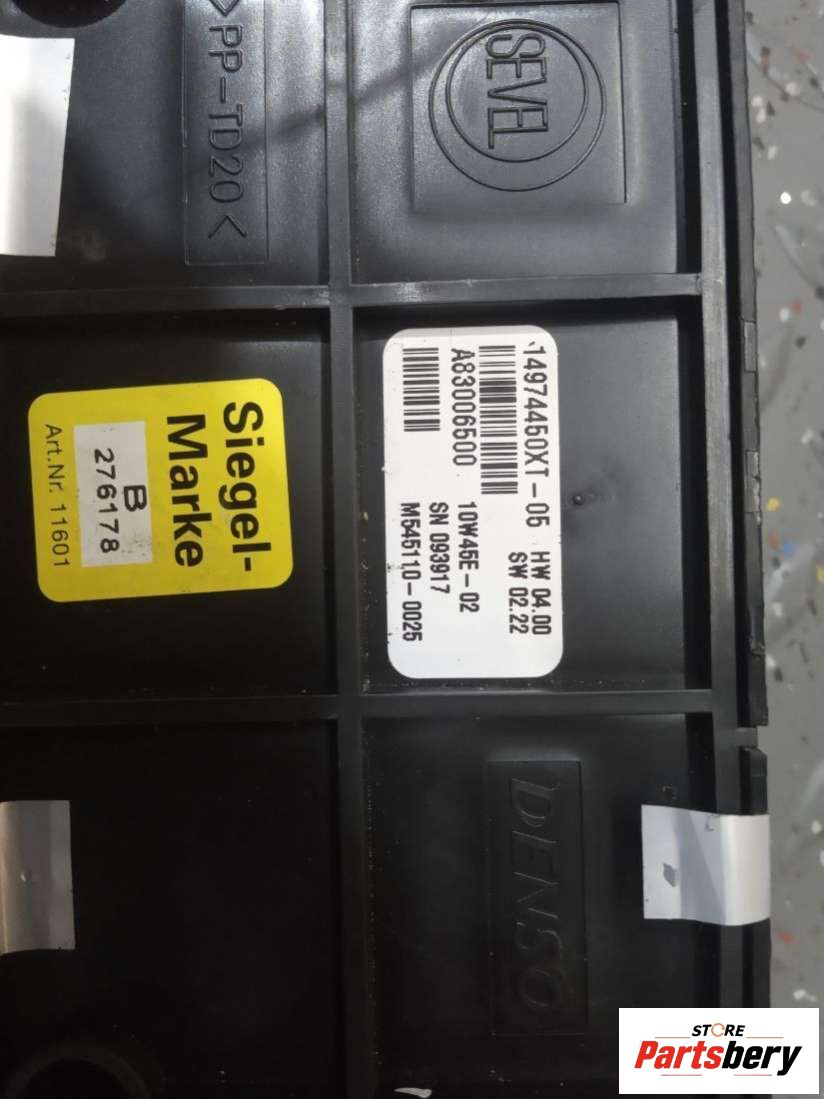 >PP-TD20<
SEVEL
14974450XT-05 HW 04.00
SW 02.22
A83006500 10W45E-02
SN 093917
M545110-0025
Siegel-
Marke
B
276178
Art.Nr. 11601
DENSO
STORE
Partsbery